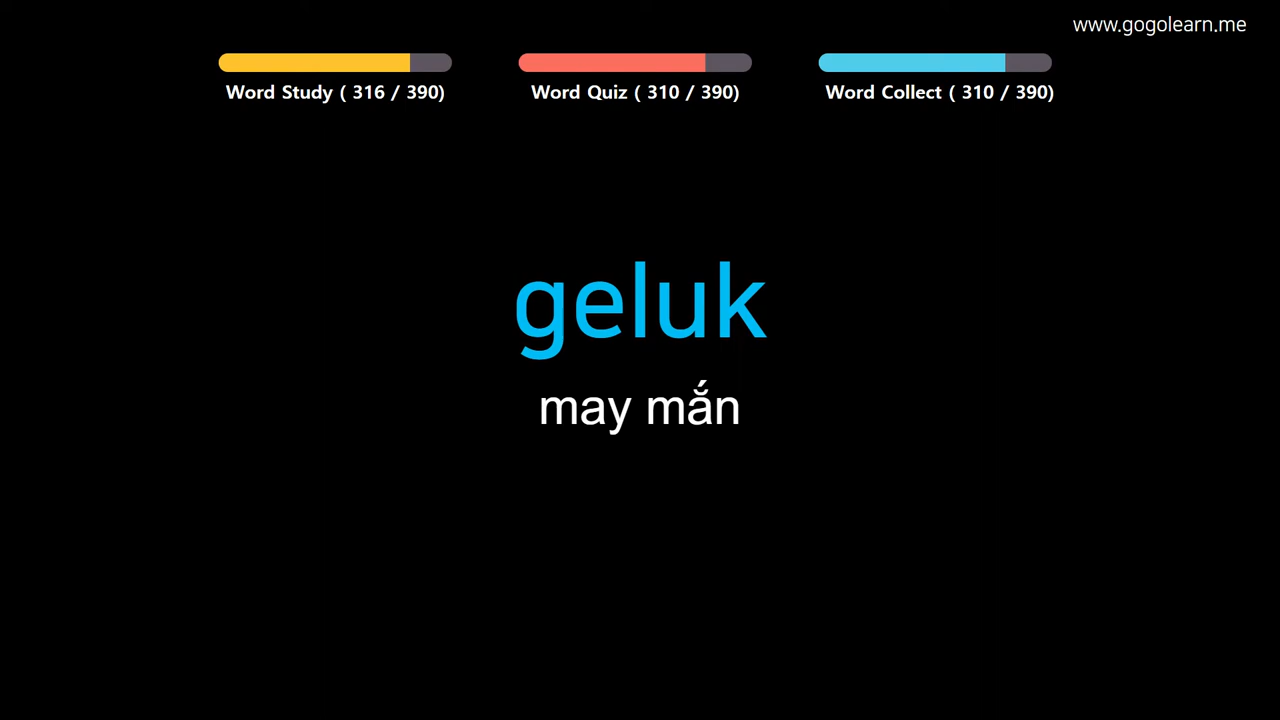 www.gogolearn.me
Word Study ( 316 / 390)
Word Quiz ( 310 / 390)
Word Collect ( 310 / 390)
geluk
may mắn